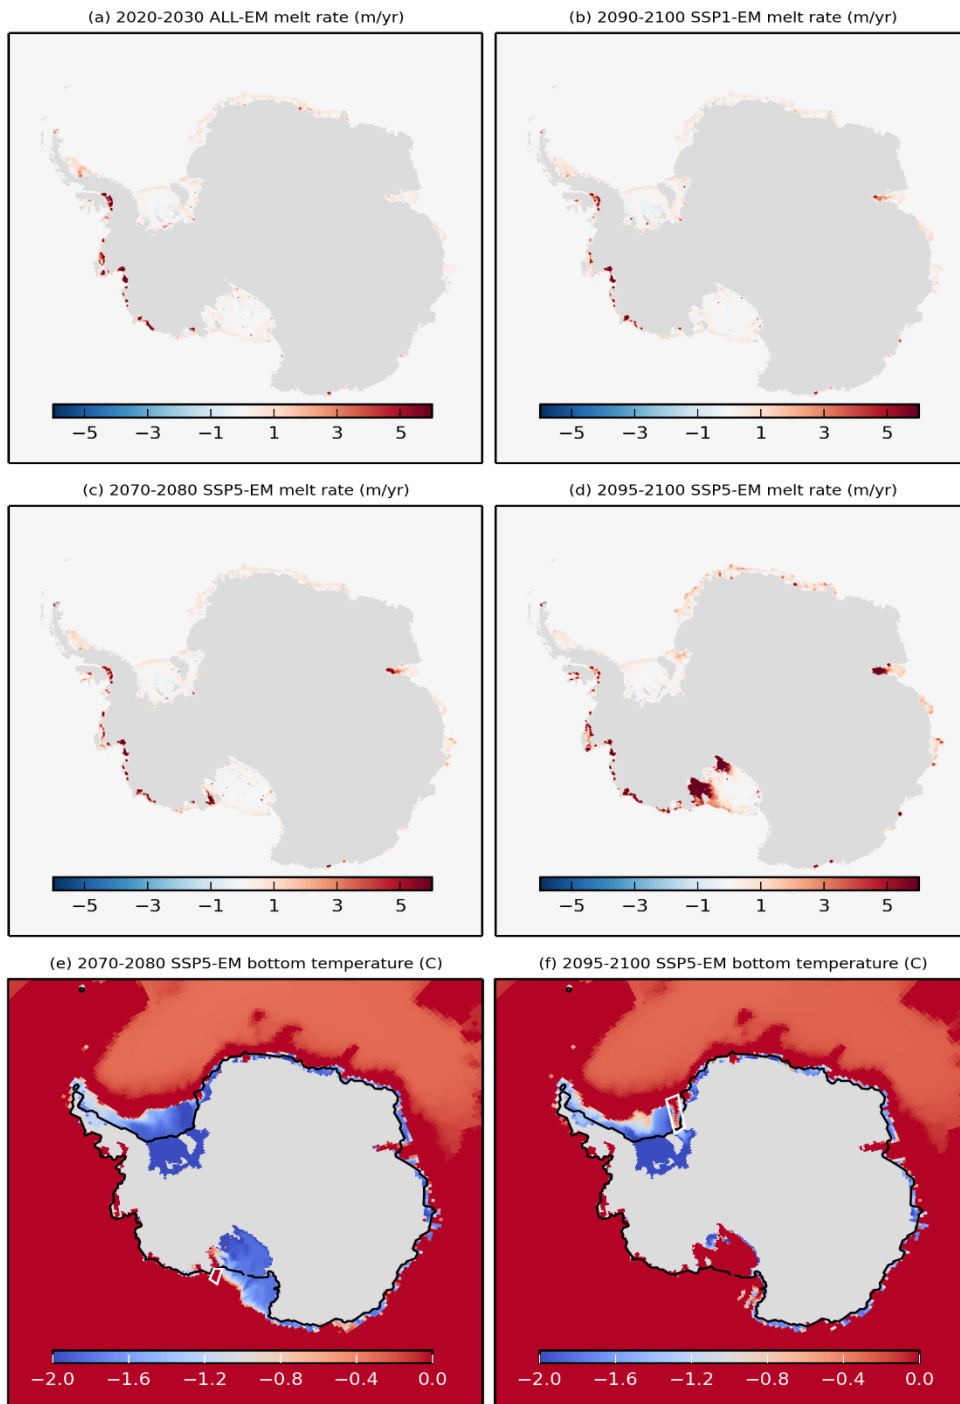 (a) 2020-2030 ALL-EM melt rate (m/yr)
(b) 2090-2100 SSP1-EM melt rate (m/yr)
−5 −3 −1 1 3 5
−5 −3 −1 1 3 5
(c) 2070-2080 SSP5-EM melt rate (m/yr)
(d) 2095-2100 SSP5-EM melt rate (m/yr)
−5 −3 −1 1 3 5
−5 −3 −1 1 3 5
(e) 2070-2080 SSP5-EM bottom temperature (C)
(f) 2095-2100 SSP5-EM bottom temperature (C)
−2.0 −1.6 −1.2 −0.8 −0.4 0.0
−2.0 −1.6 −1.2 −0.8 −0.4 0.0